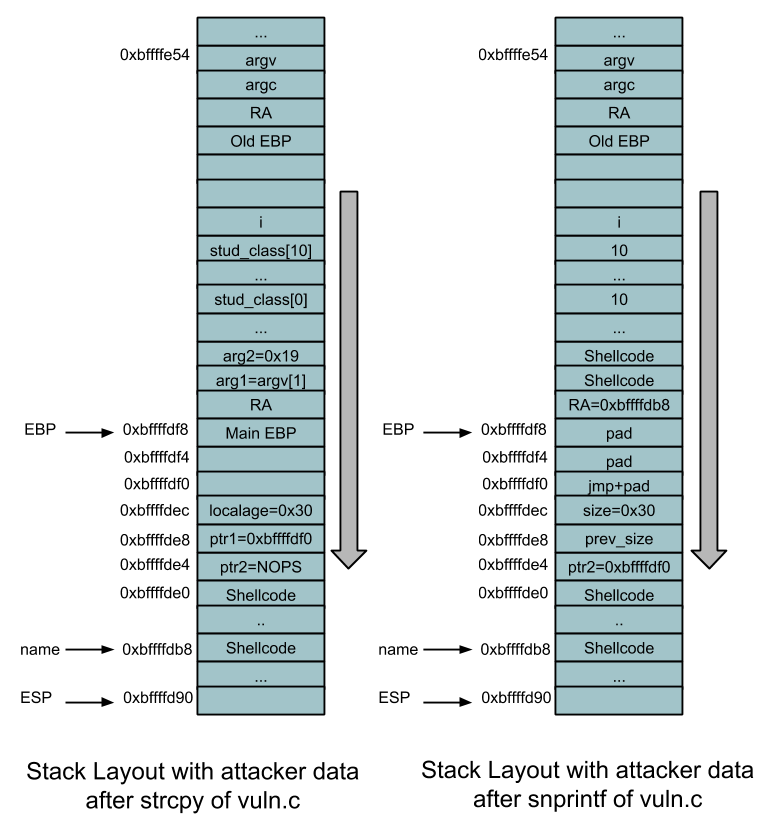 ...
0xbffffe54
argv
argc
RA
Old EBP
i
stud_class[10]
...
stud_class[0]
...
arg2=0x19
arg1=argv[1]
RA
EBP
0xbffffdf8
Main EBP
0xbffffdf4
0xbffffdf0
0xbffffdec
localage=0x30
0xbffffde8
ptr1=0xbffffdf0
0xbffffde4
ptr2=NOPS
0xbffffde0
Shellcode
..
name
0xbffffdb8
Shellcode
...
ESP
0xbffffd90
Stack Layout with attacker data
after strcpy of vuln.c
...
0xbffffe54
argv
argc
RA
Old EBP
i
10
...
10
...
Shellcode
Shellcode
RA=0xbffffdb8
EBP
0xbffffdf8
pad
0xbffffdf4
pad
0xbffffdf0
jmp+pad
0xbffffdec
size=0x30
0xbffffde8
prev_size
0xbffffde4
ptr2=0xbffffdf0
0xbffffde0
Shellcode
..
name
0xbffffdb8
Shellcode
...
ESP
0xbffffd90
Stack Layout with attacker data
after snprintf of vuln.c